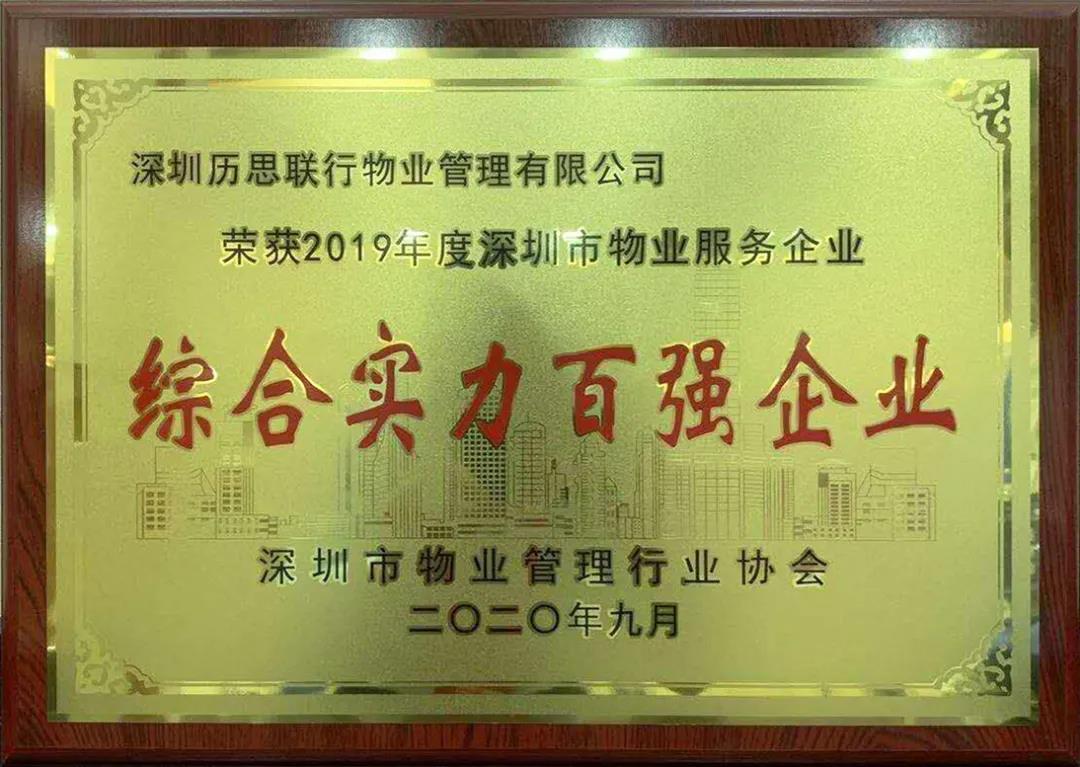 深圳历思联行物业管理有限公司
荣获2019年度深圳市物业服务企业
综合实力百强企业
深圳市物业管理行业协会
二〇二〇年九月